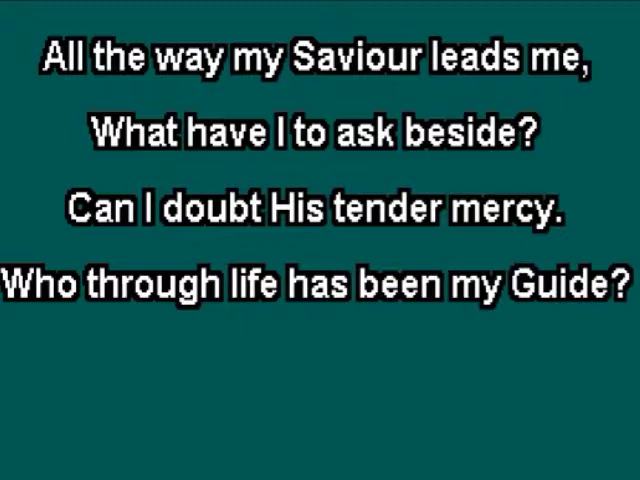 All the way my Saviour leads me,
What have I to ask beside?
Can I doubt His tender mercy.
Who through life has been my Guide?